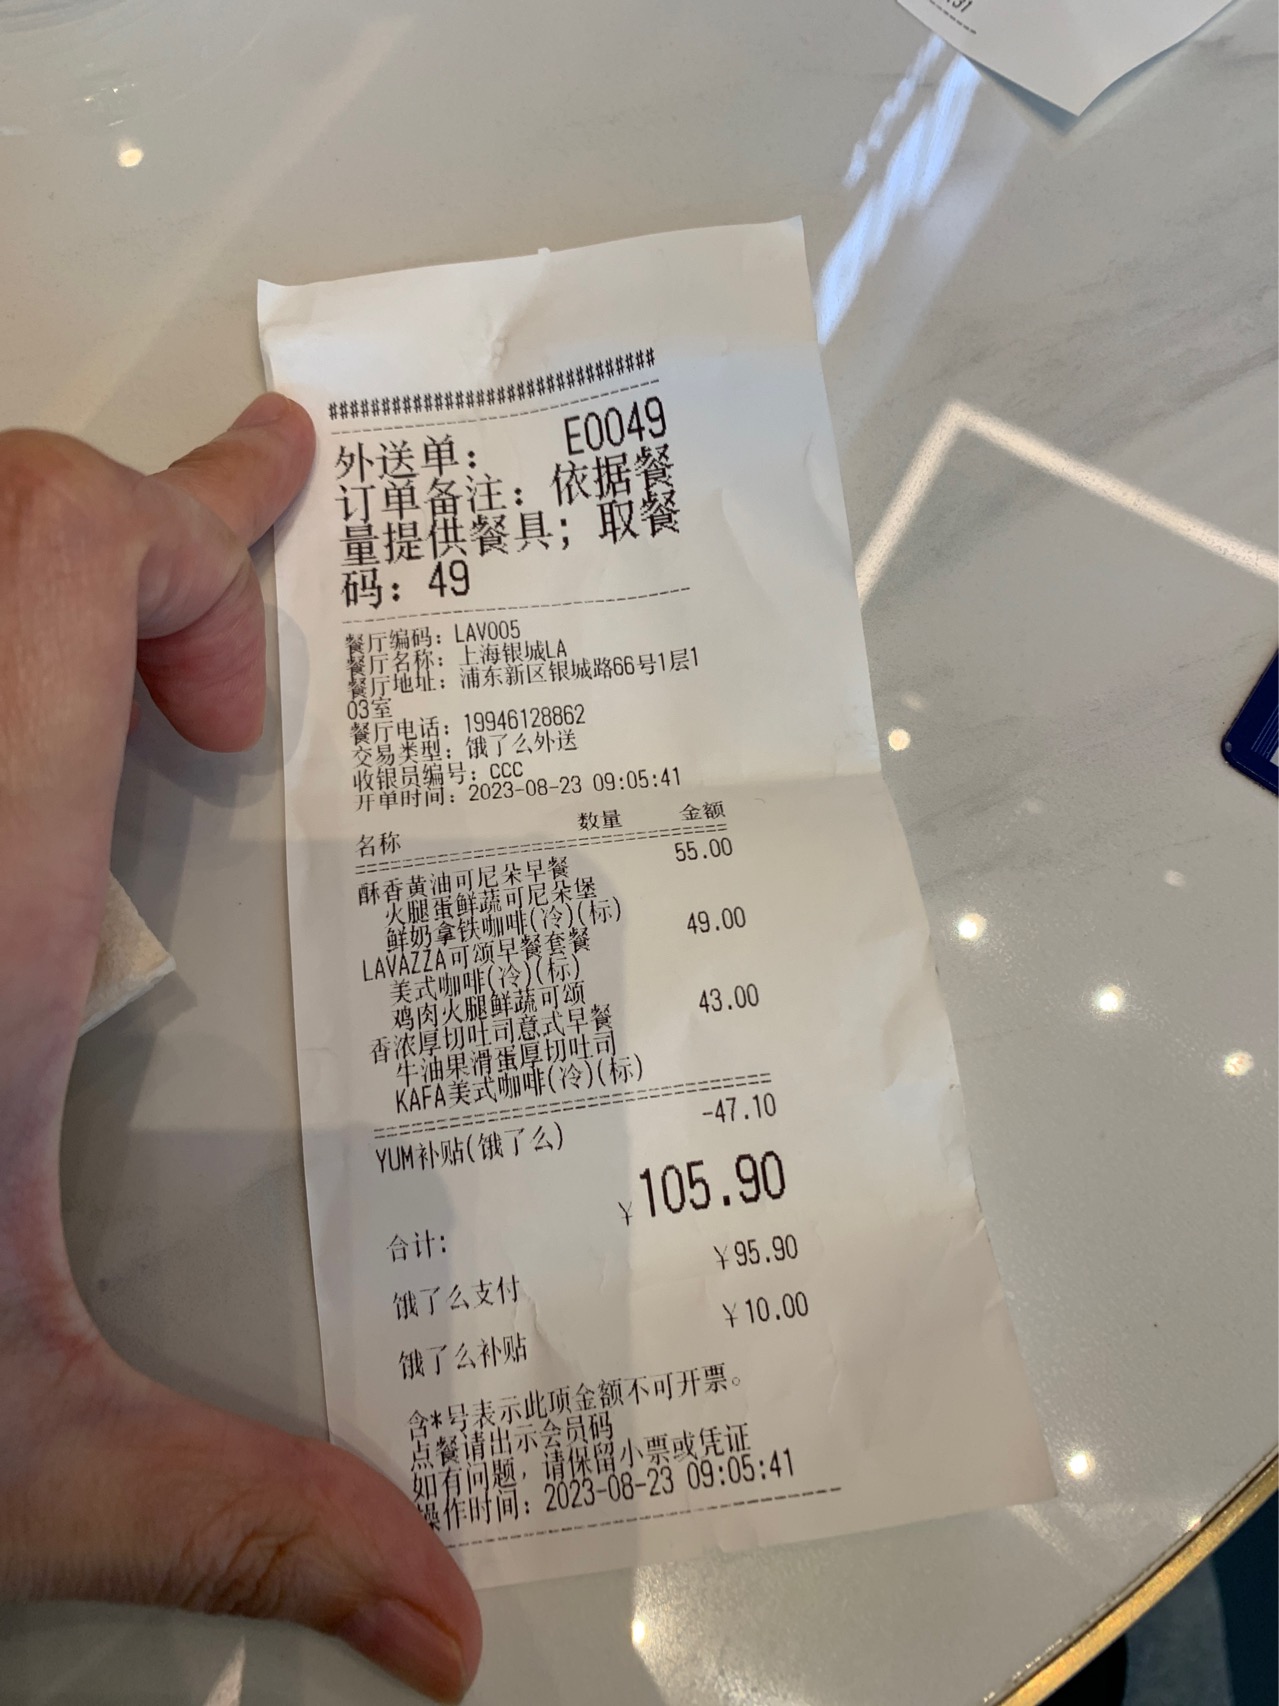 31
##############################
外送单： E0049
订单备注：依据餐
量提供餐具；取餐
码：49
餐厅编码：LAV005
餐厅名称：上海银城LA
餐厅地址：浦东新区银城路66号1层1
03室
餐厅电话：19946128862
交易类型：饿了么外送
收银员编号：ccc
开单时间：2023-08-23 09:05:41
名称 数量 金额
酥香黄油可尼朵早餐 55.00
火腿蛋鲜蔬可尼朵堡
鲜奶拿铁咖啡(冷)(标)
LAVAZZA可颂早餐套餐 49.00
美式咖啡(冷)(标)
鸡肉火腿鲜蔬可颂
香浓厚切吐司意式早餐 43.00
牛油果滑蛋厚切吐司
KAFA美式咖啡(冷)(标)
YUM补贴(饿了么) -47.10
合计: ¥105.90
饿了么支付 ¥95.90
饿了么补贴 ¥10.00
含*号表示此项金额不可开票。
点餐请出示会员码
如有问题，请保留小票或凭证
操作时间：2023-08-23 09:05:41